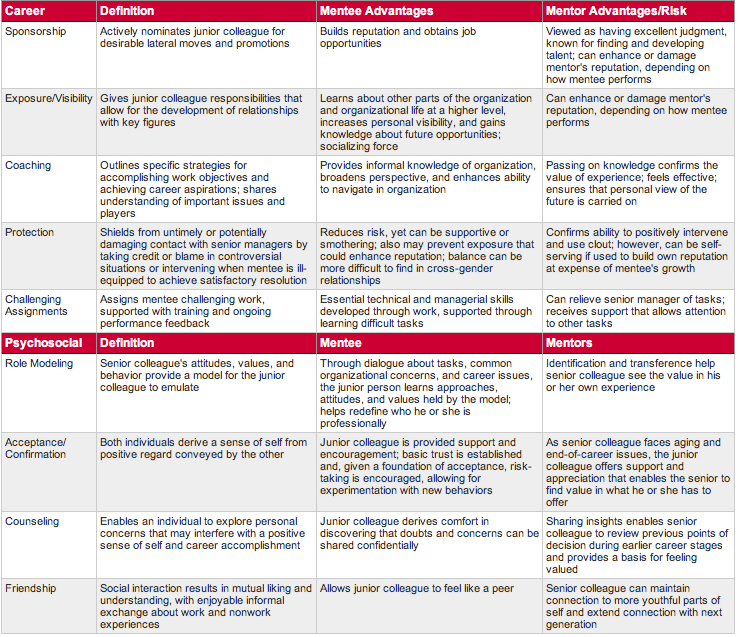 Career Definition Mentee Advantages Mentor Advantages/Risk
Sponsorship
Actively nominates junior colleague for
desirable lateral moves and promotions
Builds reputation and obtains job
opportunities
Viewed as having excellent judgment,
known for finding and developing
talent; can enhance or damage
mentor's reputation, depending on
how mentee performs
Exposure/Visibility
Gives junior colleague responsibilities that
allow for the development of relationships
with key figures
Learns about other parts of the organization
and organizational life at a higher level,
increases personal visibility, and gains
knowledge about future opportunities;
socializing force
Can enhance or damage mentor's
reputation, depending on how mentee
performs
Coaching
Outlines specific strategies for
accomplishing work objectives and
achieving career aspirations; shares
understanding of important issues and
players
Provides informal knowledge of organization,
broadens perspective, and enhances ability
to navigate in organization
Passing on knowledge confirms the
value of experience; feels effective;
ensures that personal view of the
future is carried on
Protection
Shields from untimely or potentially
damaging contact with senior managers by
taking credit or blame in controversial
situations or intervening when mentee is ill-
equipped to achieve satisfactory resolution
Reduces risk, yet can be supportive or
smothering; also may prevent exposure that
could enhance reputation; balance can be
more difficult to find in cross-gender
relationships
Confirms ability to positively intervene
and use clout; however, can be self-
serving if used to build own reputation
at expense of mentee's growth
Challenging
Assignments
Assigns mentee challenging work,
supported with training and ongoing
performance feedback
Essential technical and managerial skills
developed through work, supported through
learning difficult tasks
Can relieve senior manager of tasks;
receives support that allows attention
to other tasks
Psychosocial Definition Mentee Mentors
Role Modeling
Senior colleague's attitudes, values, and
behavior provide a model for the junior
colleague to emulate
Through dialogue about tasks, common
organizational concerns, and career issues,
the junior person learns approaches,
attitudes, and values held by the model;
helps redefine who he or she is
professionally
Identification and transference help
senior colleague see the value in his
or her own experience
Acceptance/
Confirmation
Both individuals derive a sense of self from
positive regard conveyed by the other
Junior colleague is provided support and
encouragement; basic trust is established
and, given a foundation of acceptance, risk-
taking is encouraged, allowing for
experimentation with new behaviors
As senior colleague faces aging and
end-of-career issues, the junior
colleague offers support and
appreciation that enables the senior to
find value in what he or she has to
offer
Counseling
Enables an individual to explore personal
concerns that may interfere with a positive
sense of self and career accomplishment
Junior colleague derives comfort in
discovering that doubts and concerns can be
shared confidentially
Sharing insights enables senior
colleague to review previous points of
decision during earlier career stages
and provides a basis for feeling
valued
Friendship
Social interaction results in mutual liking and
understanding, with enjoyable informal
exchange about work and nonwork
experiences
Allows junior colleague to feel like a peer
Senior colleague can maintain
connection to more youthful parts of
self and extend connection with next
generation